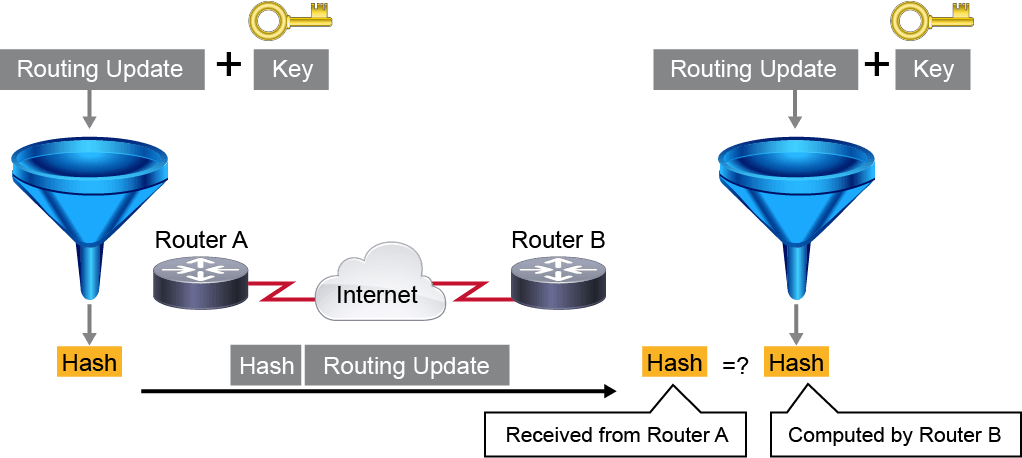 Routing Update + Key
Routing Update + Key
Router A
Router B
Internet
Hash
Hash Routing Update
Hash =? Hash
Received from Router A
Computed by Router B